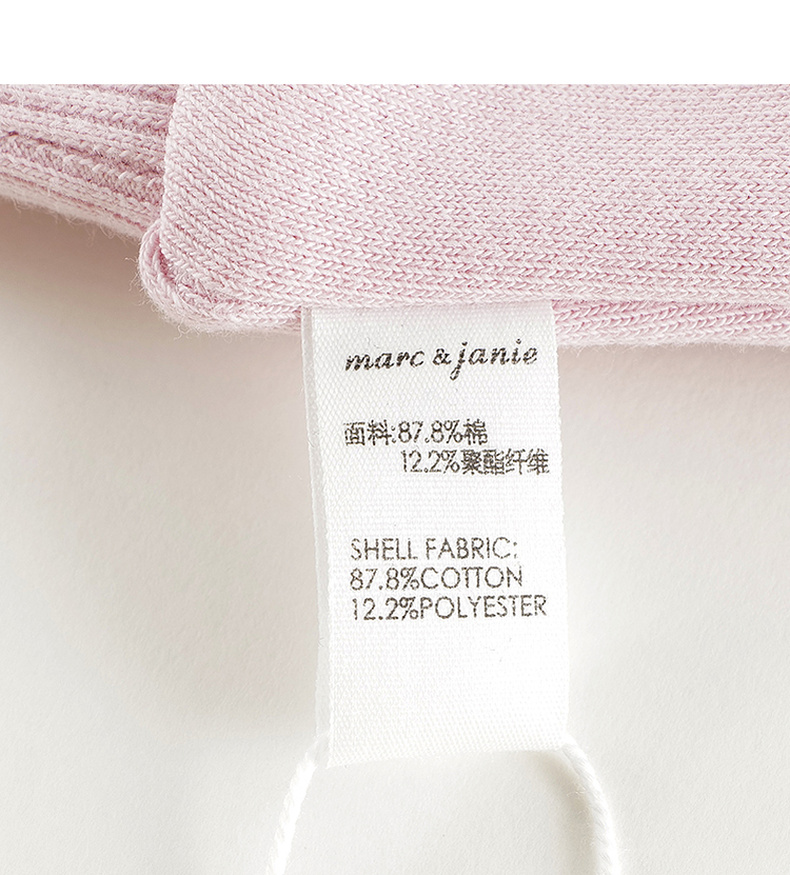 marc & janie
面料:87.8%棉
12.2%聚酯纤维
SHELL FABRIC:
87.8%COTTON
12.2%POLYESTER